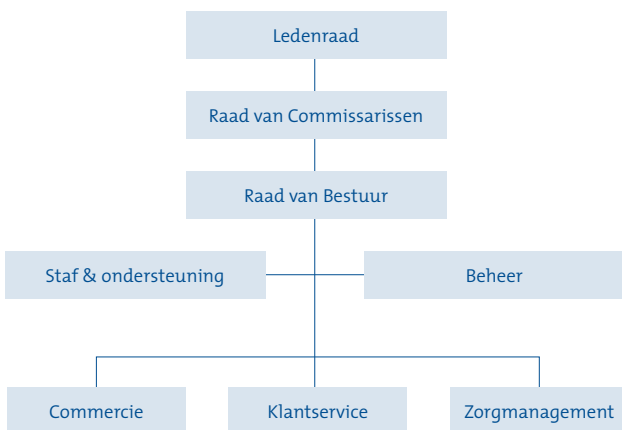 Ledenraad
Raad van Commissarissen
Raad van Bestuur
Staf & ondersteuning
Beheer
Commercie
Klantservice
Zorgmanagement